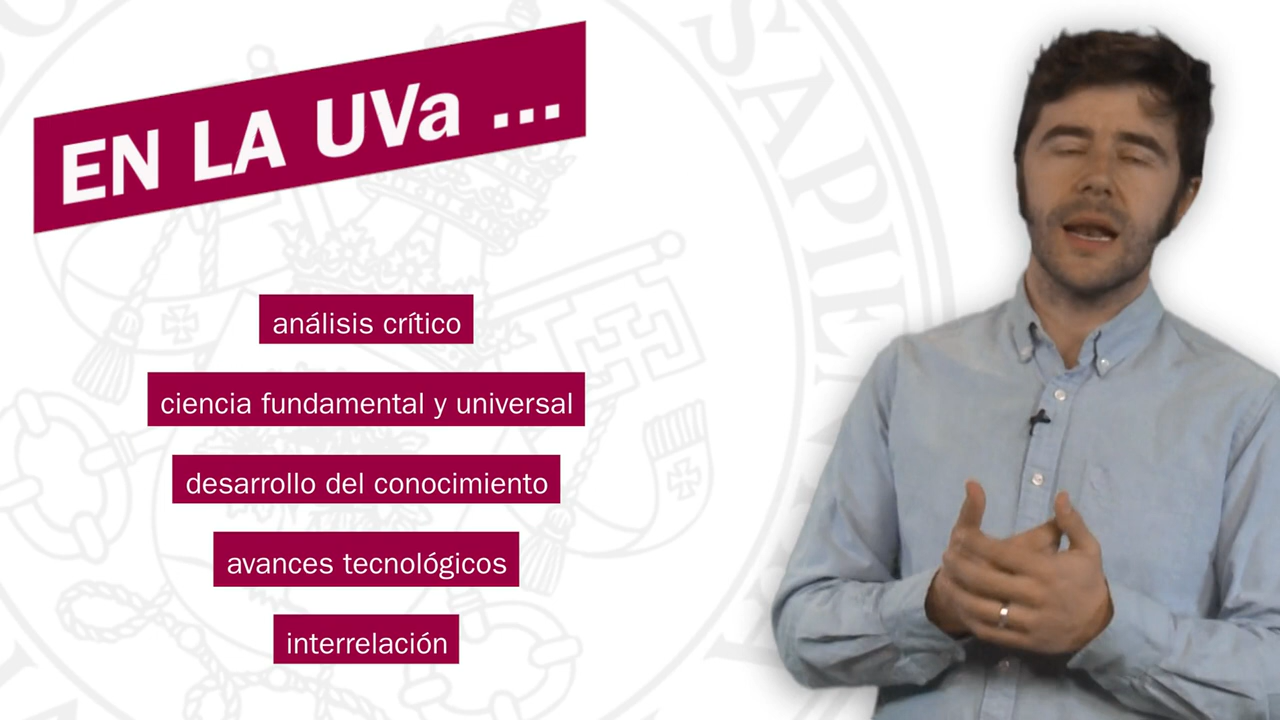 EN LA UVa ...
análisis crítico
ciencia fundamental y universal
desarrollo del conocimiento
avances tecnológicos
interrelación